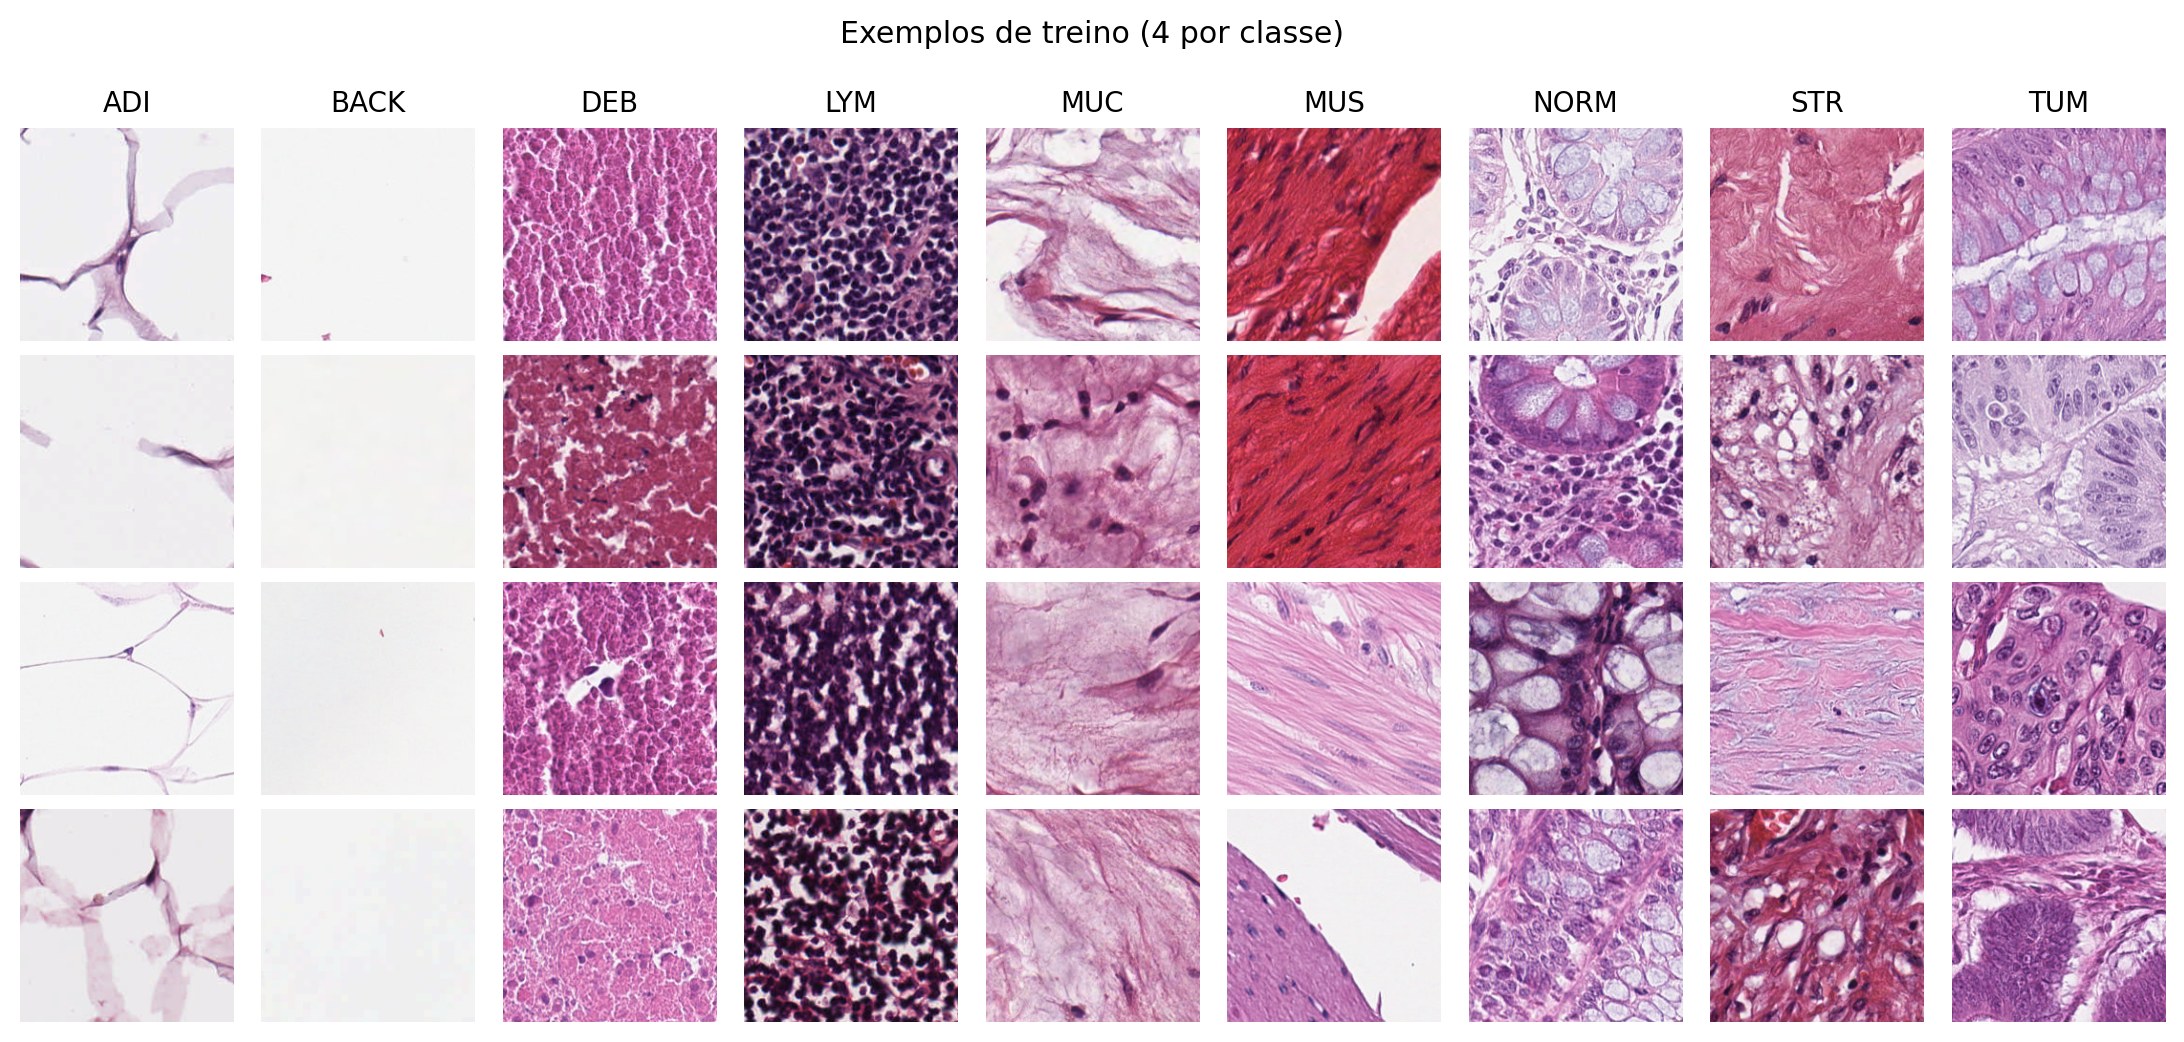 Exemplos de treino (4 por classe)
ADI BACK DEB LYM MUC MUS NORM STR TUM